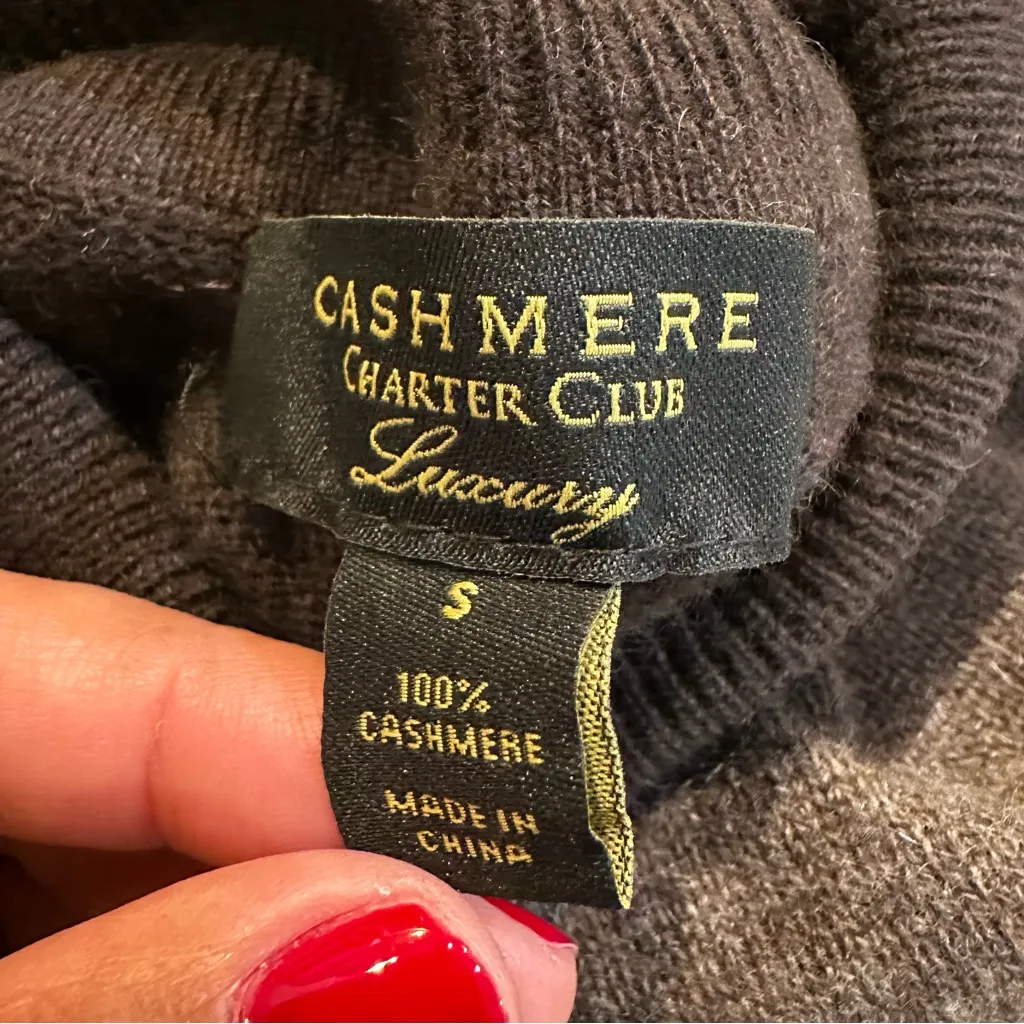 CASHMERE
CHARTER CLUB
Luxury
S
100%
CASHMERE
MADE IN
CHINA